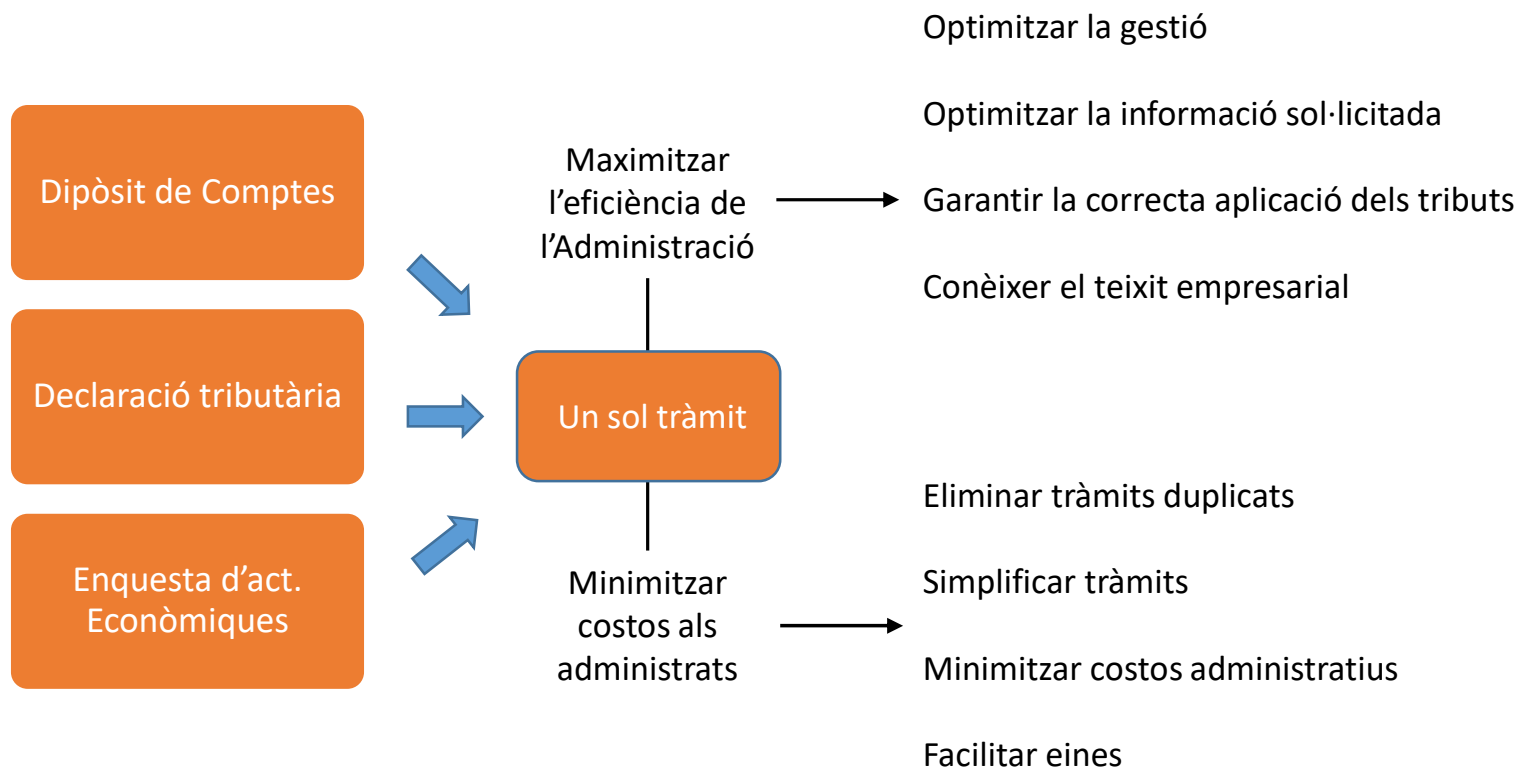 Dipòsit de Comptes
Declaració tributària
Enquesta d’act.
Econòmiques
Maximitzar
l’eficiència de
l’Administració
Un sol tràmit
Minimitzar
costos als
administrats
Optimitzar la gestió
Optimitzar la informació sol·licitada
Garantir la correcta aplicació dels tributs
Conèixer el teixit empresarial
Eliminar tràmits duplicats
Simplificar tràmits
Minimitzar costos administratius
Facilitar eines